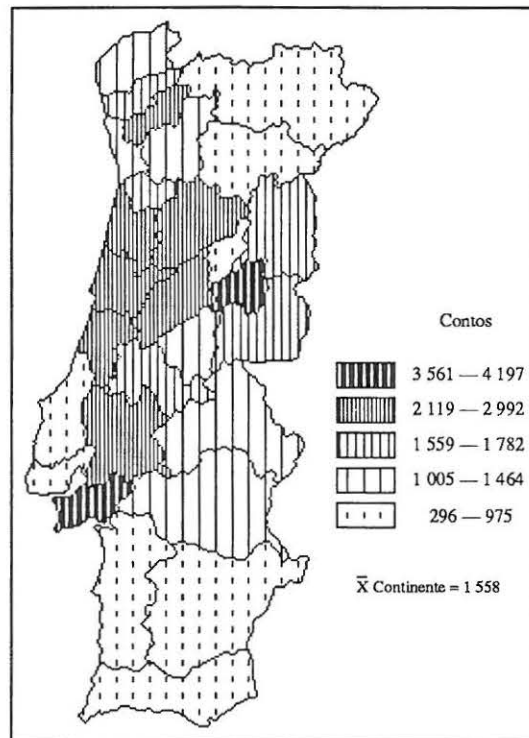 Contos
3 561 — 4 197
2 119 — 2 992
1 559 — 1 782
1 005 — 1 464
296 — 975
X̄ Continente = 1 558